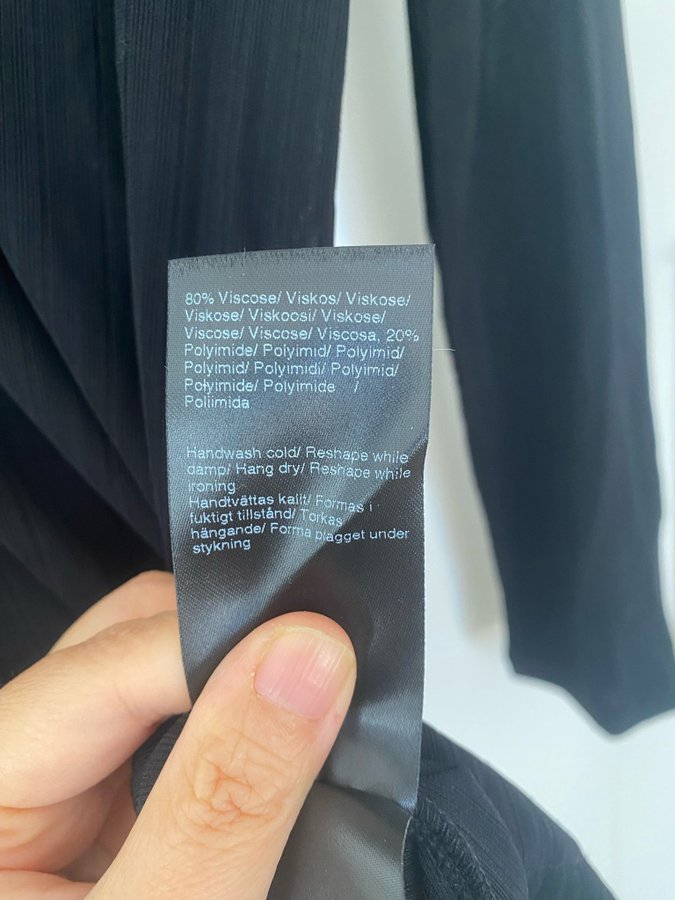 80% Viscose/ Viskos/ Viskose/
Viskose/ Viskoosi/ Viskose/
Viscose/ Viscose/ Viscosa, 20%
Polyimide/ Polyimid/ Polyimid/
Polyimid/ Polyimidi/ Polyimid/
Polyimide/ Polyimide /
Poliimida
Handwash cold/ Reshape while
damp/ Hang dry/ Reshape while
ironing
Handtvättas kallt/ Formas i
fuktigt tillstånd/ Torkas
hängande/ Forma plagget under
stykning